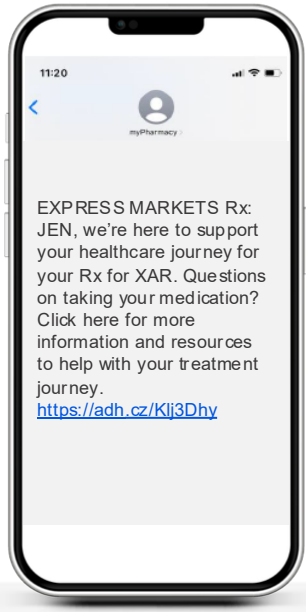 11:20
myPharmacy
EXPRESS MARKETS Rx:
JEN, we’re here to support
your healthcare journey for
your Rx for XAR. Questions
on taking your medication?
Click here for more
information and resources
to help with your treatment
journey.
https://adh.cz/Klj3Dhy